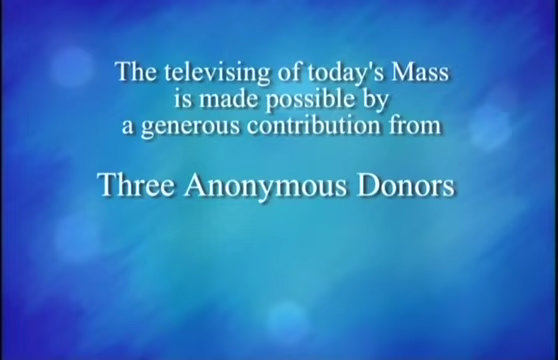 The televising of today's Mass
is made possible by
a generous contribution from
Three Anonymous Donors